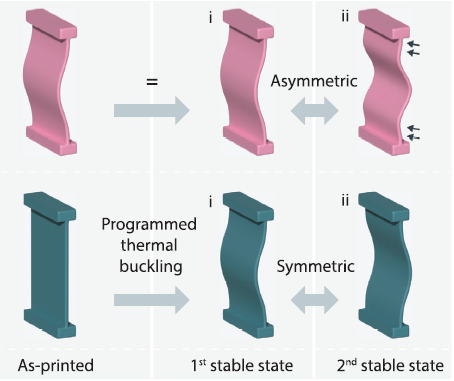 i
ii
=
Asymmetric
Programmed
thermal
buckling
i
ii
Symmetric
As-printed
1st stable state
2nd stable state